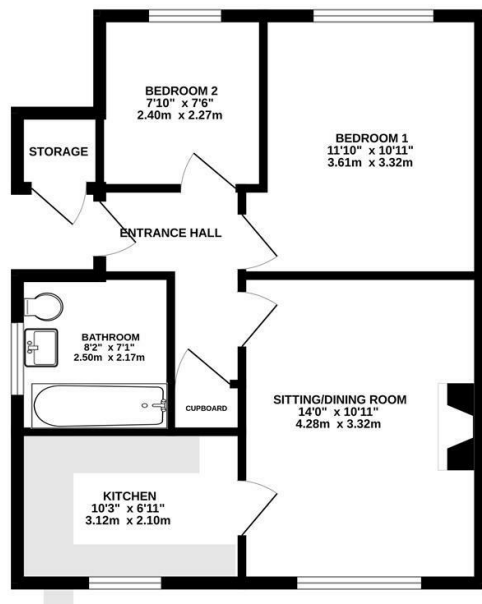 BEDROOM 2
7'10" x 7'6"
2.40m x 2.27m
BEDROOM 1
11'10" x 10'11"
3.61m x 3.32m
STORAGE
ENTRANCE HALL
BATHROOM
8'2" x 7'1"
2.50m x 2.17m
CUPBOARD
SITTING/DINING ROOM
14'0" x 10'11"
4.28m x 3.32m
KITCHEN
10'3" x 6'11"
3.12m x 2.10m